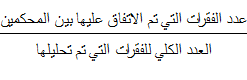 عدد الفقرات التي تم الاتفاق عليها بين المحكمين
العدد الكلي للفقرات التي تم تحليلها